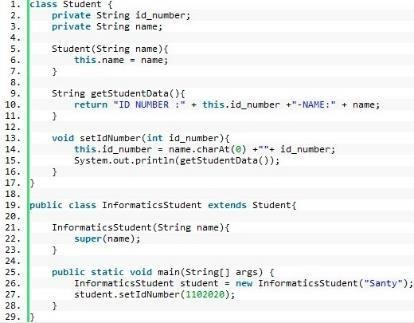 1. class Student {
2. private String id_number;
3. private String name;
4.
5. Student(String name){
6. this.name = name;
7. }
8.
9. String getStudentData(){
10. return "ID NUMBER :" + this.id_number +"-NAME:" + name;
11. }
12.
13. void setIdNumber(int id_number){
14. this.id_number = name.charAt(0) +""+ id_number;
15. System.out.println(getStudentData());
16. }
17. }
18.
19. public class InformaticsStudent extends Student{
20.
21. InformaticsStudent(String name){
22. super(name);
23. }
24.
25. public static void main(String[] args) {
26. InformaticsStudent student = new InformaticsStudent("Santy");
27. student.setIdNumber(1102020);
28. }
29. }